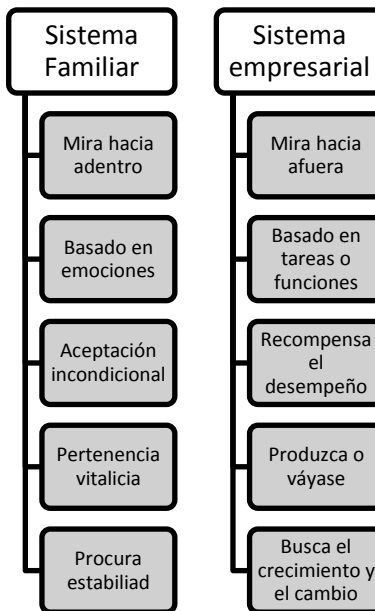 Sistema
Familiar
Mira hacia
adentro
Basado en
emociones
Aceptación
incondicional
Pertenencia
vitalicia
Procura
estabiliad
Sistema
empresarial
Mira hacia
afuera
Basado en
tareas o
funciones
Recompensa
el
desempeño
Produzca o
váyase
Busca el
crecimiento y
el cambio